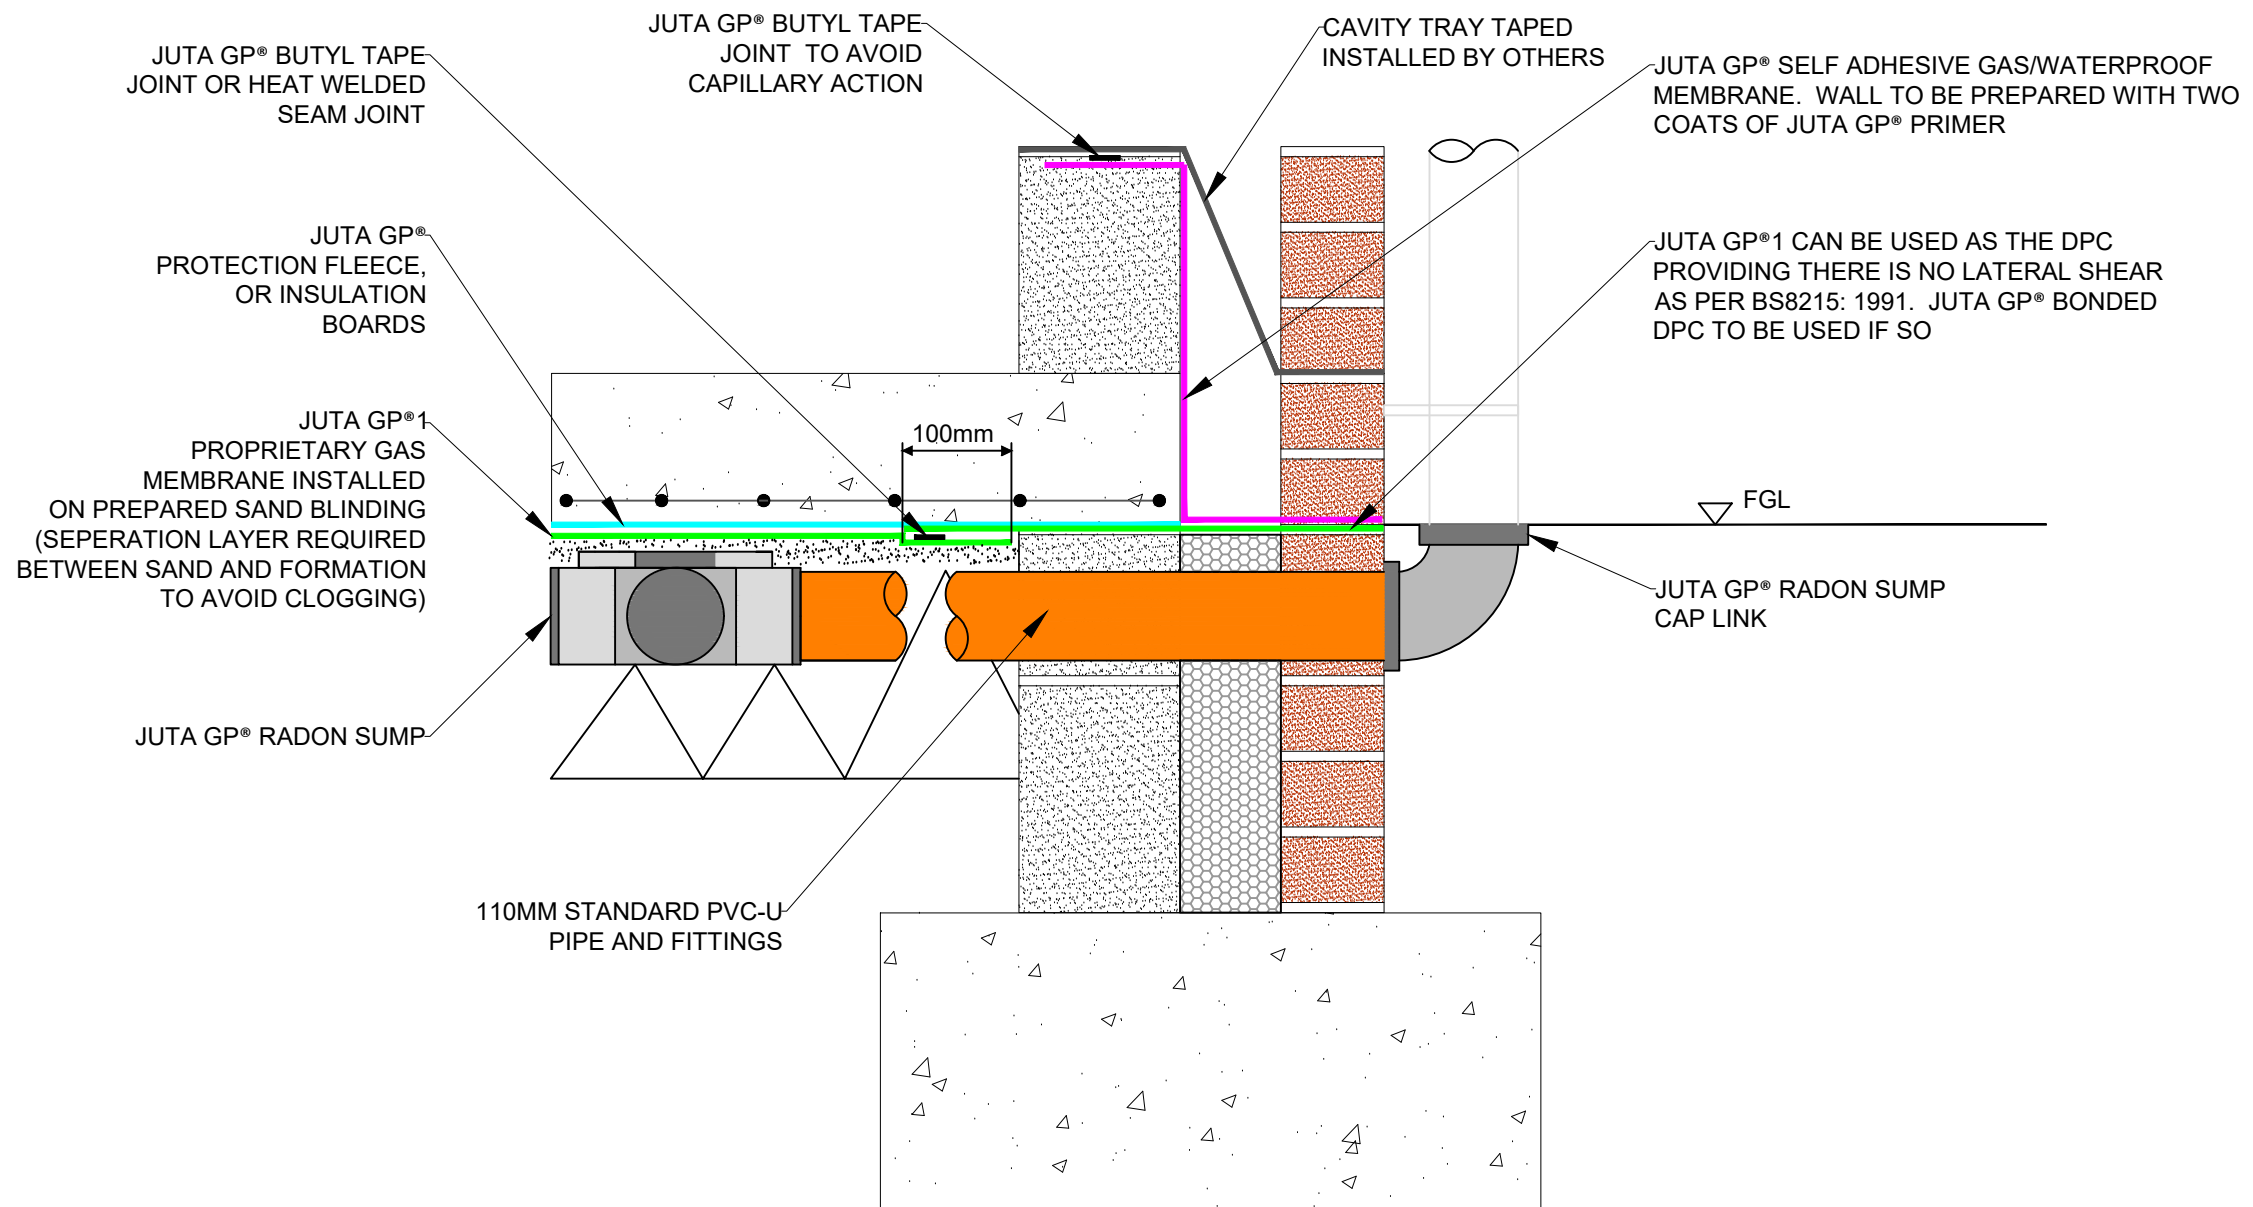 JUTA GP® BUTYL TAPE
JOINT OR HEAT WELDED
SEAM JOINT
JUTA GP® BUTYL TAPE
JOINT TO AVOID
CAPILLARY ACTION
CAVITY TRAY TAPED
INSTALLED BY OTHERS
JUTA GP® SELF ADHESIVE GAS/WATERPROOF
MEMBRANE. WALL TO BE PREPARED WITH TWO
COATS OF JUTA GP® PRIMER
JUTA GP®
PROTECTION FLEECE,
OR INSULATION
BOARDS
JUTA GP®1 CAN BE USED AS THE DPC
PROVIDING THERE IS NO LATERAL SHEAR
AS PER BS8215: 1991. JUTA GP® BONDED
DPC TO BE USED IF SO
JUTA GP®1
PROPRIETARY GAS
MEMBRANE INSTALLED
ON PREPARED SAND BLINDING
(SEPERATION LAYER REQUIRED
BETWEEN SAND AND FORMATION
TO AVOID CLOGGING)
100mm
FGL
JUTA GP® RADON SUMP
CAP LINK
JUTA GP® RADON SUMP
110MM STANDARD PVC-U
PIPE AND FITTINGS